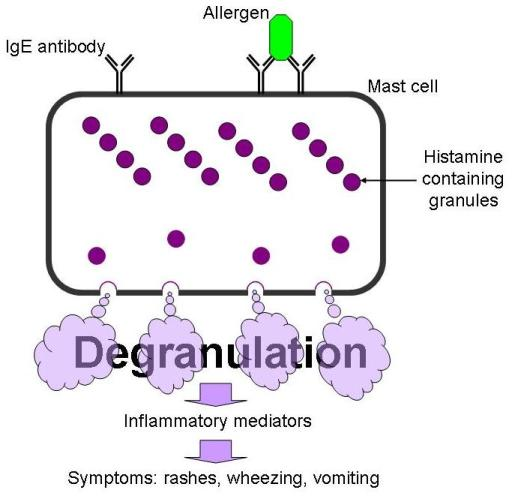 Allergen
IgE antibody
Mast cell
Histamine
containing
granules
Degranulation
Inflammatory mediators
Symptoms: rashes, wheezing, vomiting